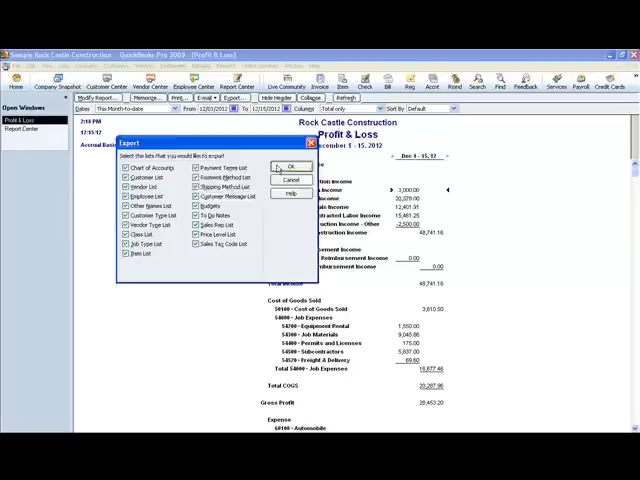 Sample Rock Castle Construction - QuickBooks Pro 2009 - [Profit & Loss]
Home Company Snapshot Customer Center Vendor Center Employee Center Report Center Live Community Invoice Item Check Bill Reg Accnt Rmnd Search Find Feedback Services Payroll Credit Cards
Open Windows
Profit & Loss
Report Center
Modify Report... Memorize... Print... E-mail Export... Hide Header Collapse Refresh
Dates This Month-to-date From 12/01/2012 To 12/15/2012 Columns Total only Sort By Default
2:18 PM
12/15/12
Accrual Basis
Rock Castle Construction
Profit & Loss
December 1 - 15, 2012
Dec 1 - 15, 12
Export
Select the lists that you would like to export.
Chart of Accounts
Customer List
Vendor List
Employee List
Other Names List
Customer Type List
Vendor Type List
Class List
Job Type List
Item List
Payment Terms List
Payment Method List
Shipping Method List
Customer Message List
Budgets
To Do Notes
Sales Rep List
Price Level List
Sales Tax Code List
OK
Cancel
Help
3,000.00
20,379.00
12,401.91
15,461.25
-2,500.00
48,741.16
0.00
0.00
48,741.16
Cost of Goods Sold
50100 · Cost of Goods Sold 3,610.50
54000 · Job Expenses
54200 · Equipment Rental 1,550.00
54300 · Job Materials 9,045.86
54400 · Permits and Licenses 175.00
54500 · Subcontractors 5,837.00
54520 · Freight & Delivery 69.60
Total 54000 · Job Expenses 16,677.46
Total COGS 20,287.96
Gross Profit 28,453.20
Expense
60100 · Automobile